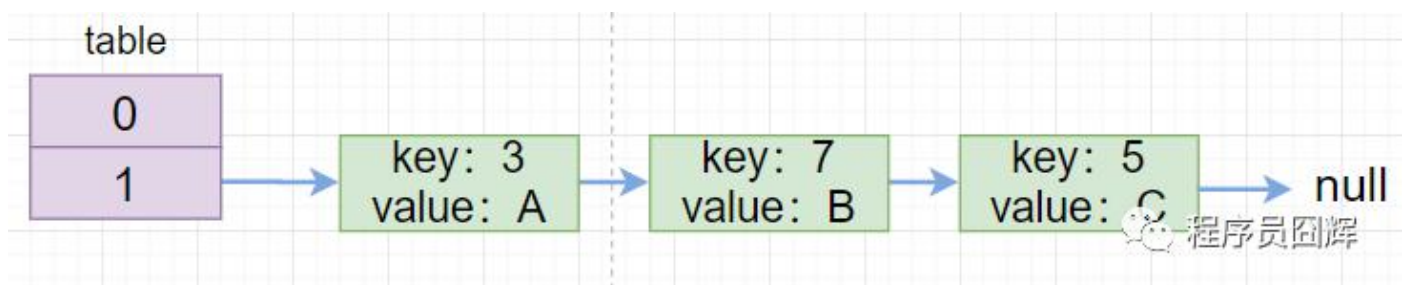 table
0
1
key: 3
value: A
key: 7
value: B
key: 5
value: C
null
程序员囧辉